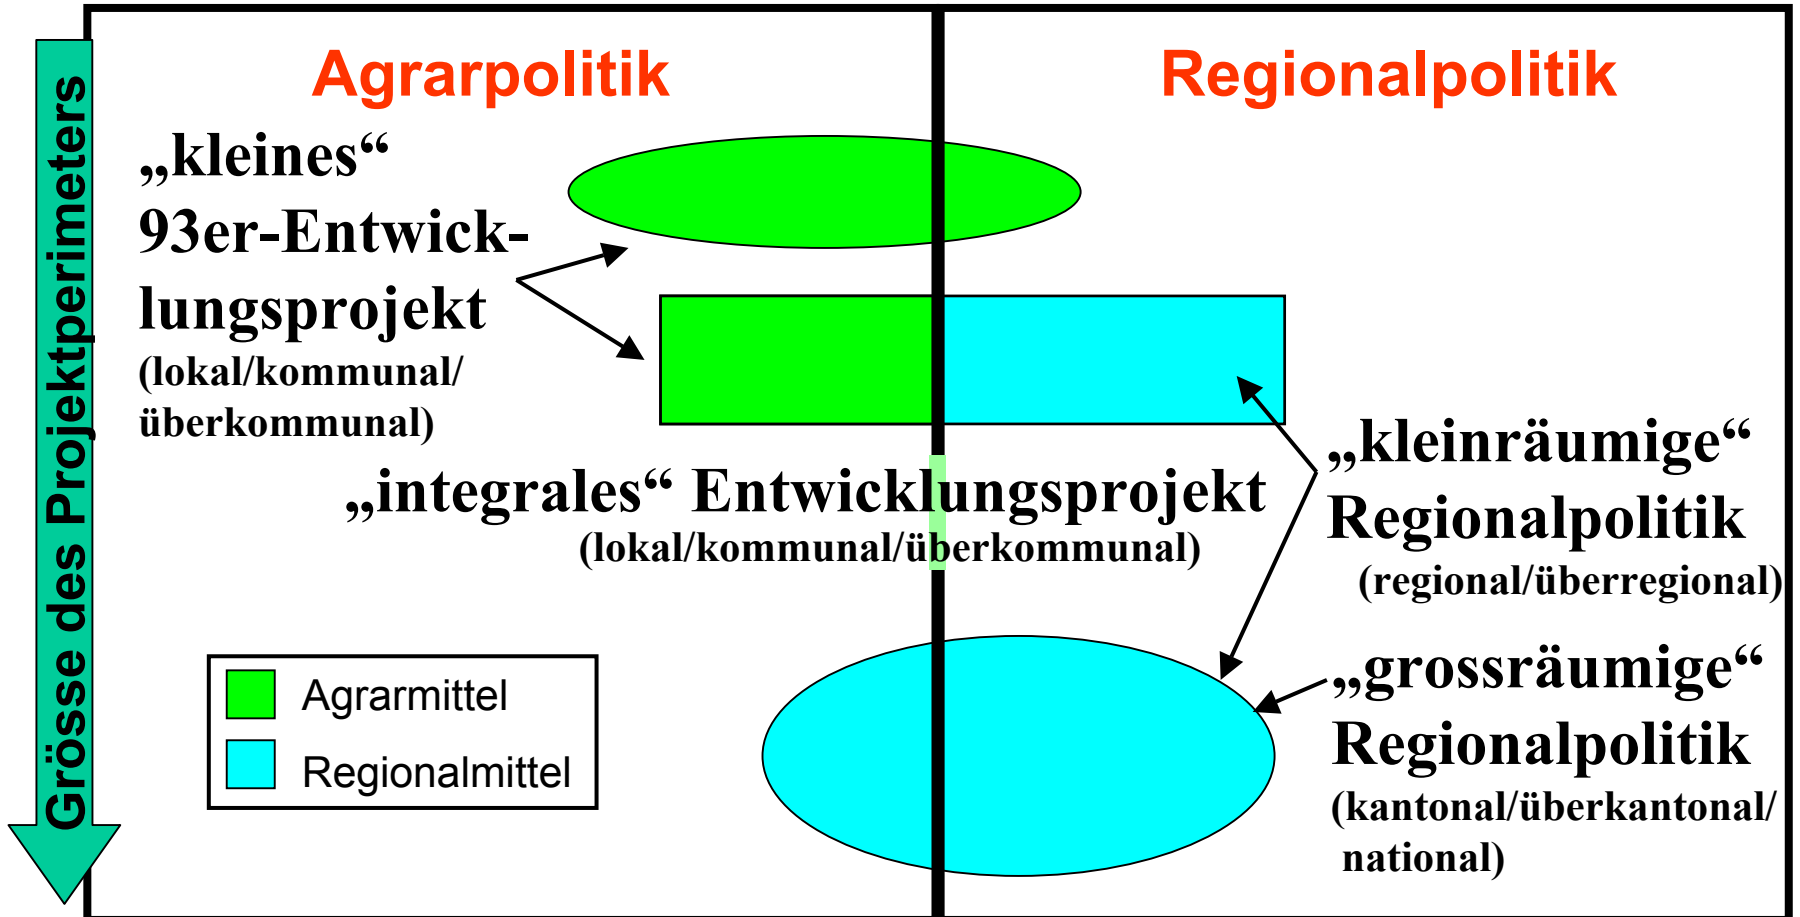 Grösse des Projektperimeters
Agrarpolitik
Regionalpolitik
„kleines“
93er-Entwick-
lungsprojekt
(lokal/kommunal/
überkommunal)
„integrales“ Entwicklungsprojekt
(lokal/kommunal/überkommunal)
„kleinräumige“
Regionalpolitik
(regional/überregional)
„grossräumige“
Regionalpolitik
(kantonal/überkantonal/
national)
Agrarmittel
Regionalmittel